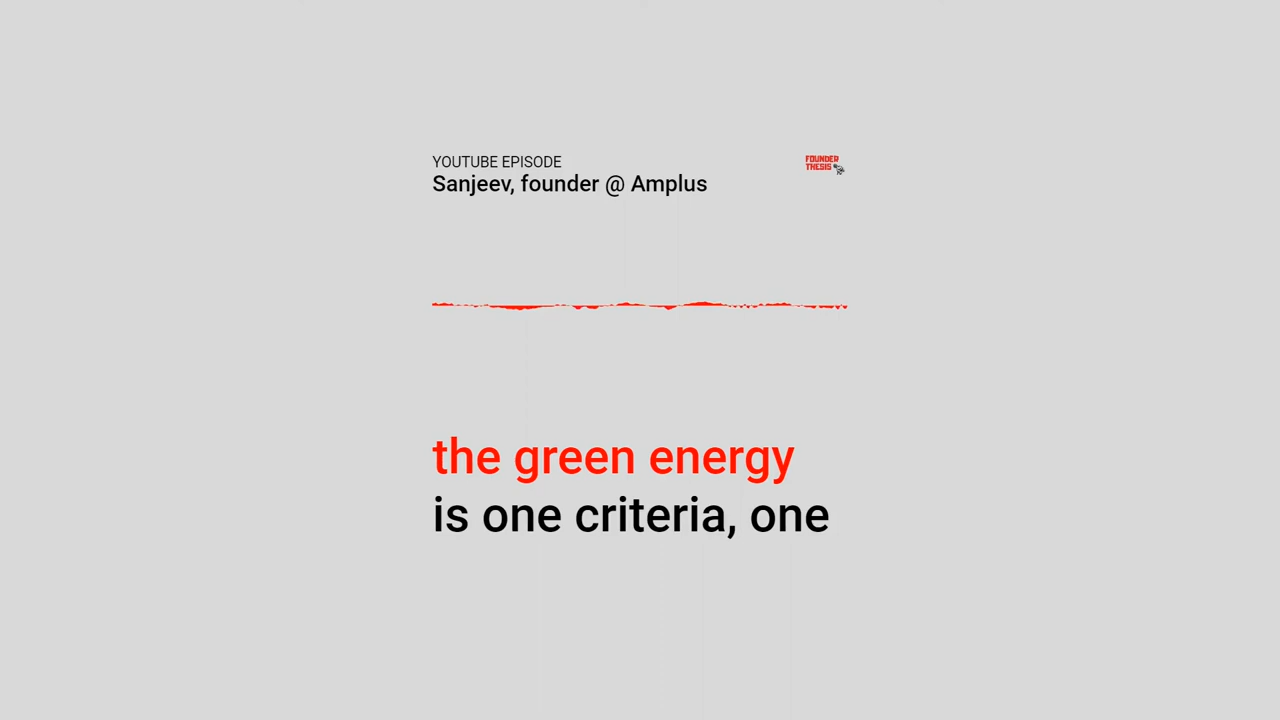 YOUTUBE EPISODE
Sanjeev, founder @ Amplus
FOUNDER
THESIS
the green energy
is one criteria, one